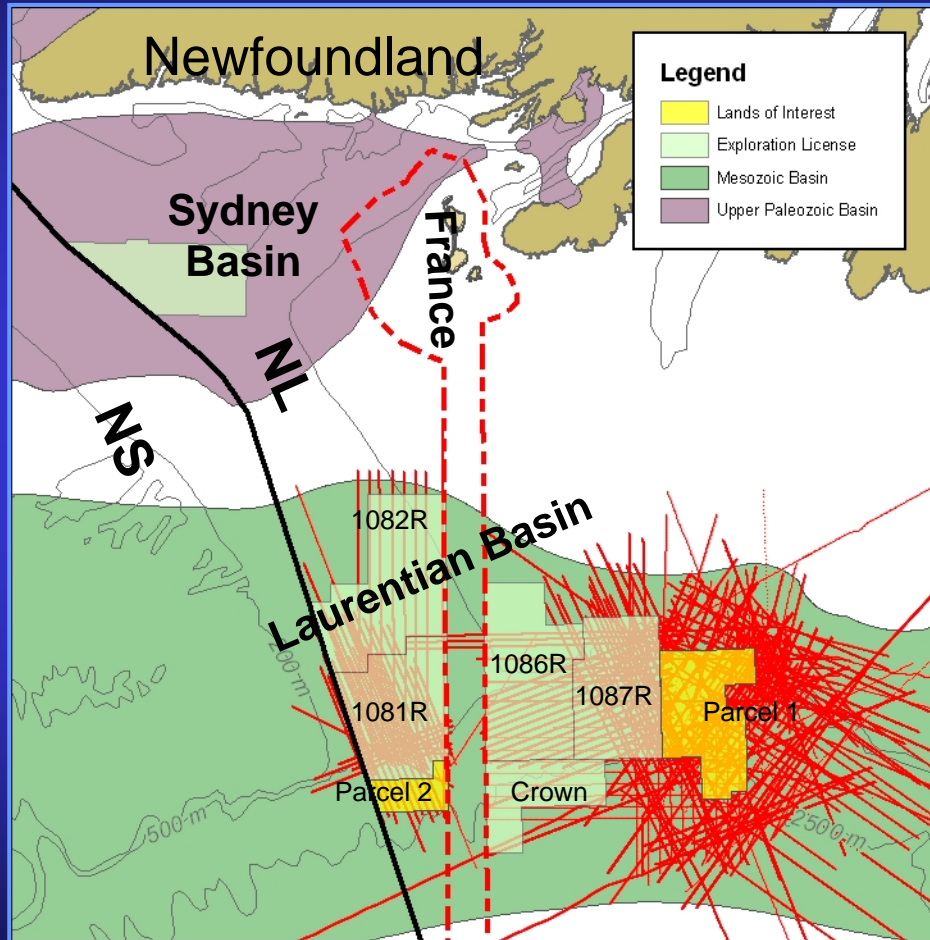 Newfoundland
Legend
Lands of Interest
Exploration License
Mesozoic Basin
Upper Paleozoic Basin
Sydney
Basin
France
NL
NS
1082R
Laurentian Basin
200 m
1086R
1087R
1081R
Parcel 1
Parcel 2
Crown
500 m
2500 m